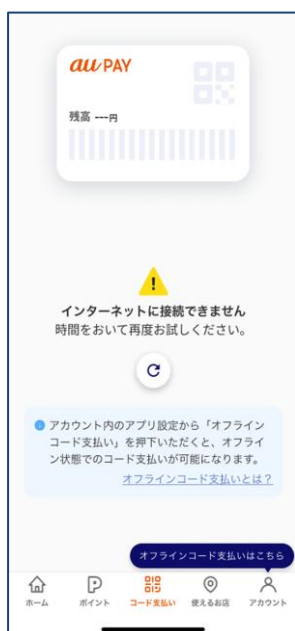 au PAY
残高 ---円
インターネットに接続できません
時間をおいて再度お試しください。
アカウント内のアプリ設定から「オフライン
コード支払い」を押下いただくと、オフライ
ン状態でのコード支払いが可能になります。
オフラインコード支払いとは？
オフラインコード支払いはこちら
ホーム
ポイント
コード支払い
使えるお店
アカウント